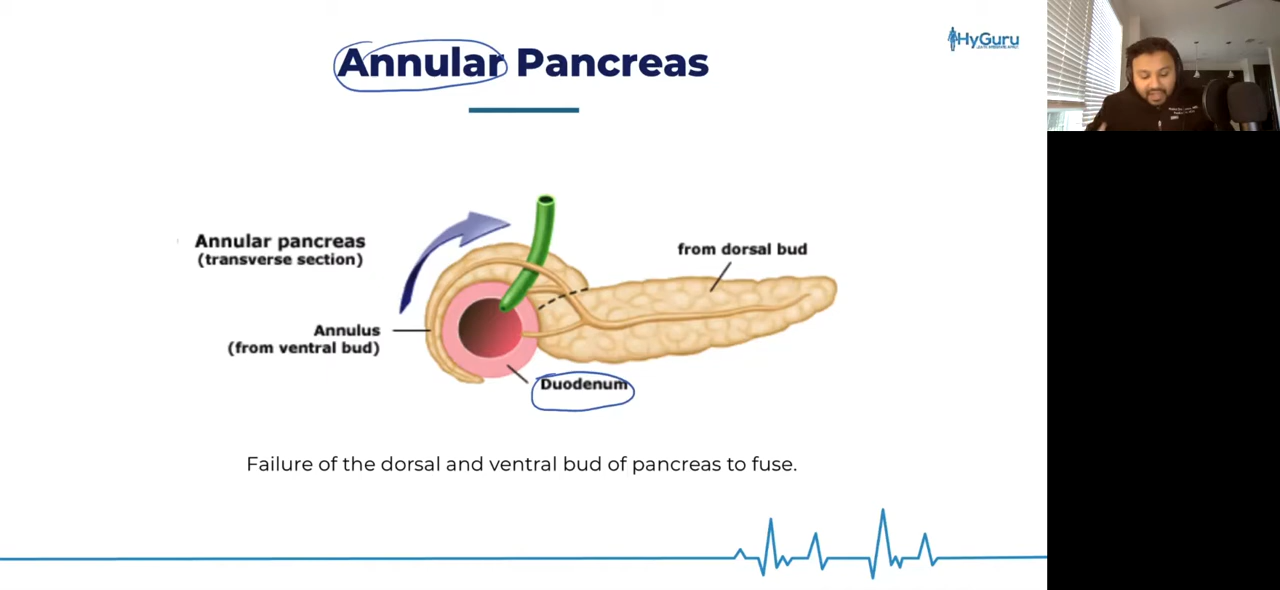 Annular Pancreas
HyGuru
Annular pancreas
(transverse section)
from dorsal bud
Annulus
(from ventral bud)
Duodenum
Failure of the dorsal and ventral bud of pancreas to fuse.